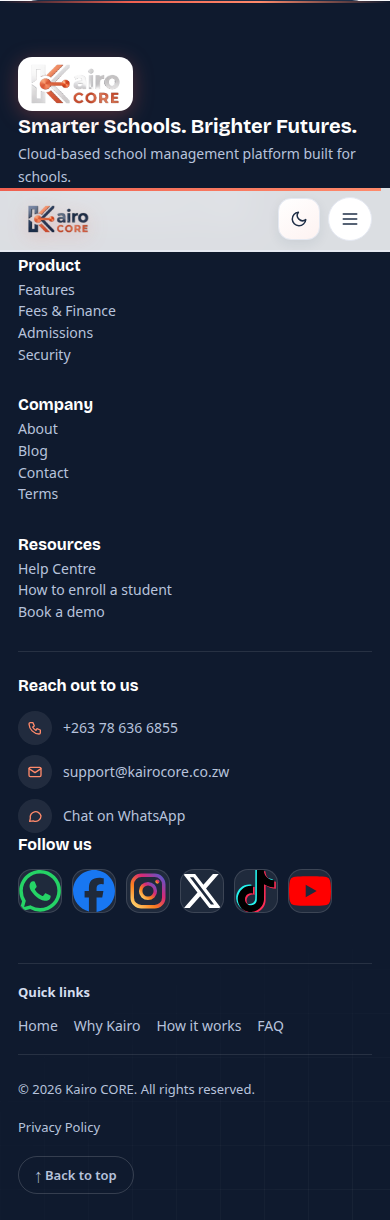 Kairo
CORE
Smarter Schools. Brighter Futures.
Cloud-based school management platform built for
schools.
Kairo
CORE
Product
Features
Fees & Finance
Admissions
Security
Company
About
Blog
Contact
Terms
Resources
Help Centre
How to enroll a student
Book a demo
Reach out to us
+263 78 636 6855
support@kairocore.co.zw
Chat on WhatsApp
Follow us
Quick links
Home Why Kairo How it works FAQ
© 2026 Kairo CORE. All rights reserved.
Privacy Policy
↑ Back to top